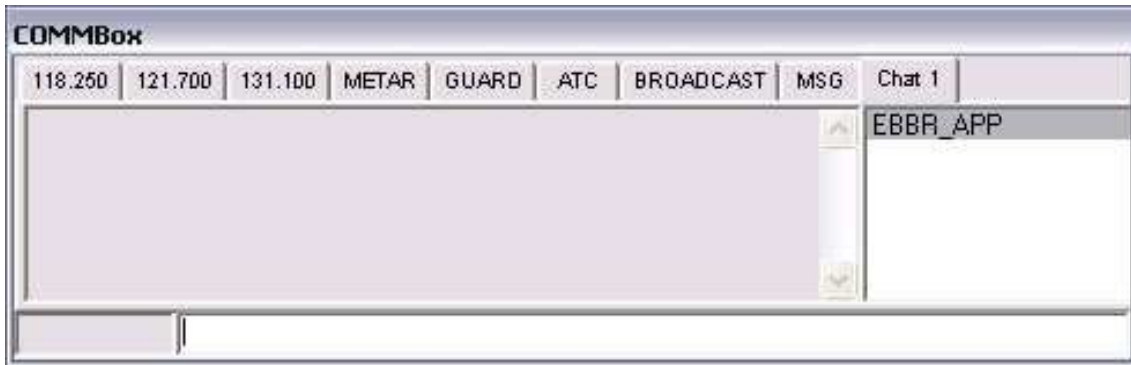 COMMBox
118.250 121.700 131.100 METAR GUARD ATC BROADCAST MSG Chat 1
EBBR_APP